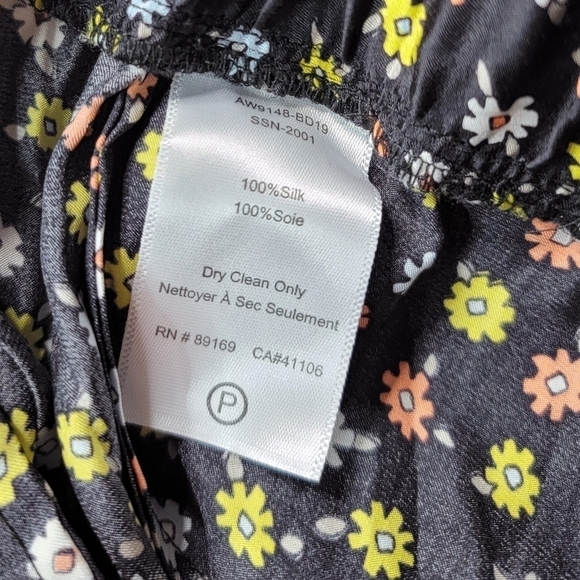 AW9148-BD19
SSN-2001
100%Silk
100%Soie
Dry Clean Only
Nettoyer À Sec Seulement
RN # 89169 CA#41106
P